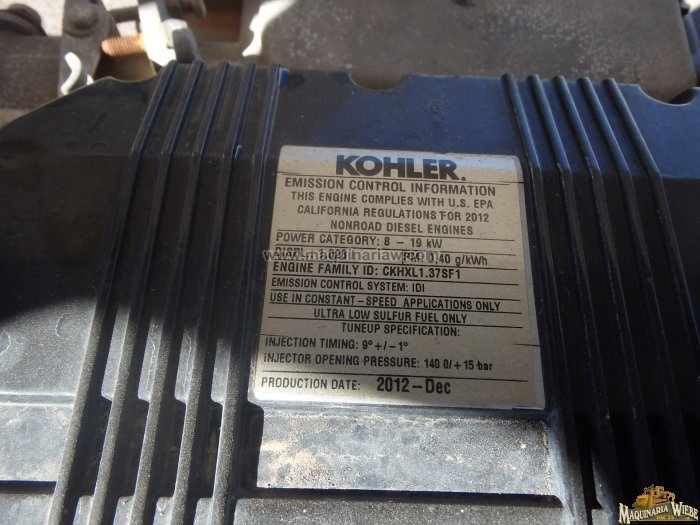 KOHLER.
EMISSION CONTROL INFORMATION
THIS ENGINE COMPLIES WITH U.S. EPA
CALIFORNIA REGULATIONS FOR 2012
NONROAD DIESEL ENGINES
POWER CATEGORY: 8 - 19 kW
g/kWh
ENGINE FAMILY ID: CKHXL1.37SF1
EMISSION CONTROL SYSTEM: IDI
USE IN CONSTANT-SPEED APPLICATIONS ONLY
ULTRA LOW SULFUR FUEL ONLY
TUNEUP SPECIFICATION:
INJECTION TIMING: 9° +/- 1°
INJECTOR OPENING PRESSURE: 140 0/+ 15 bar
PRODUCTION DATE: 2012-Dec
MAQUINARIA WIEBE